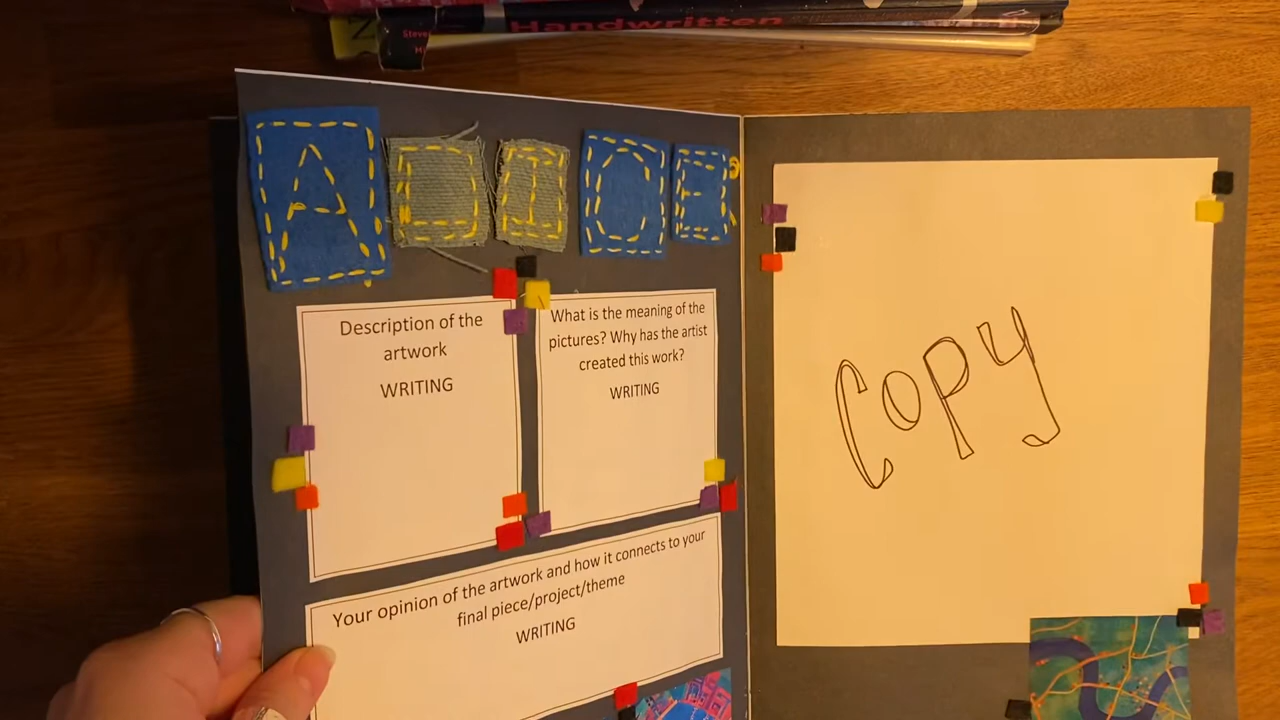 Handwritten
Steve
H
A D I O E
Description of the
artwork
WRITING
What is the meaning of the
pictures? Why has the artist
created this work?
WRITING
Your opinion of the artwork and how it connects to your
final piece/project/theme
WRITING
Copy